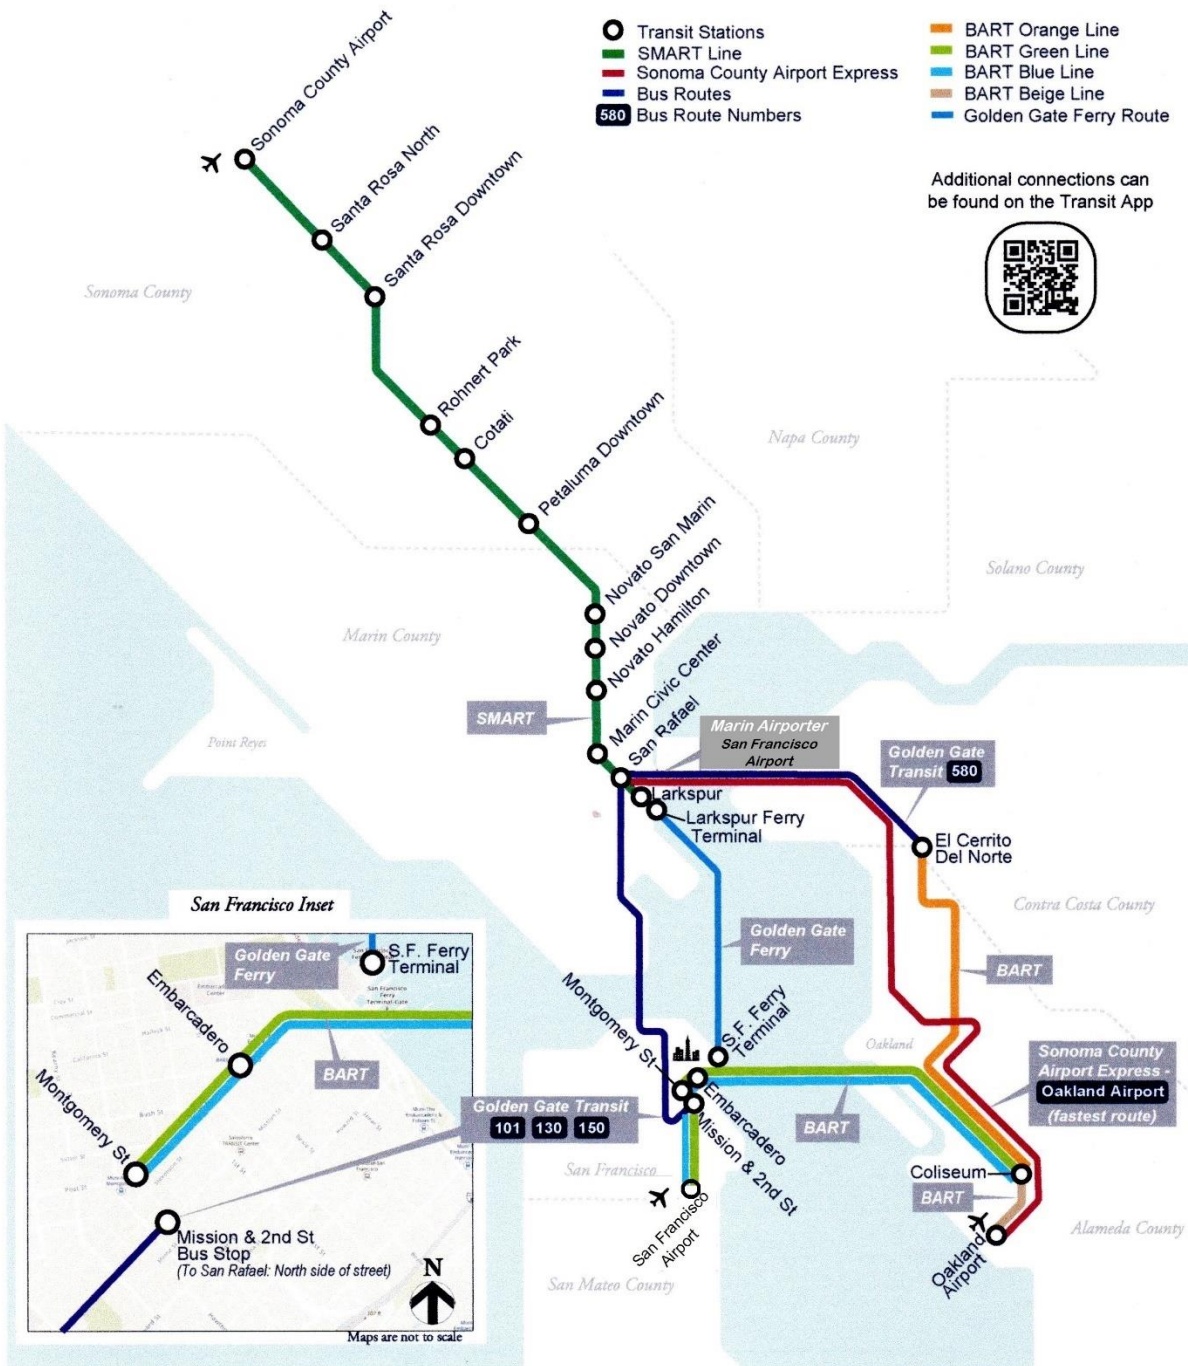 Transit Stations
SMART Line
Sonoma County Airport Express
Bus Routes
580 Bus Route Numbers
BART Orange Line
BART Green Line
BART Blue Line
BART Beige Line
Golden Gate Ferry Route
Additional connections can
be found on the Transit App
Sonoma County Airport
Santa Rosa North
Santa Rosa Downtown
Sonoma County
Rohnert Park
Cotati
Petaluma Downtown
Napa County
Novato San Marin
Novato Downtown
Novato Hamilton
Solano County
Marin County
Marin Civic Center
San Rafael
SMART
Point Reyes
Marin Airporter
San Francisco
Airport
Golden Gate
Transit 580
Larkspur
Larkspur Ferry
Terminal
El Cerrito
Del Norte
Contra Costa County
Golden Gate
Ferry
BART
Montgomery St
S.F. Ferry
Terminal
Oakland
Sonoma County
Airport Express -
Oakland Airport
(fastest route)
Embarcadero
Mission & 2nd St
BART
Golden Gate Transit
101 130 150
San Francisco
San Francisco
Airport
Coliseum
BART
Oakland
Airport
Alameda County
San Mateo County
San Francisco Inset
Golden Gate
Ferry
S.F. Ferry
Terminal
Embarcadero
BART
Montgomery St
Mission & 2nd St
Bus Stop
(To San Rafael: North side of street)
N
Maps are not to scale